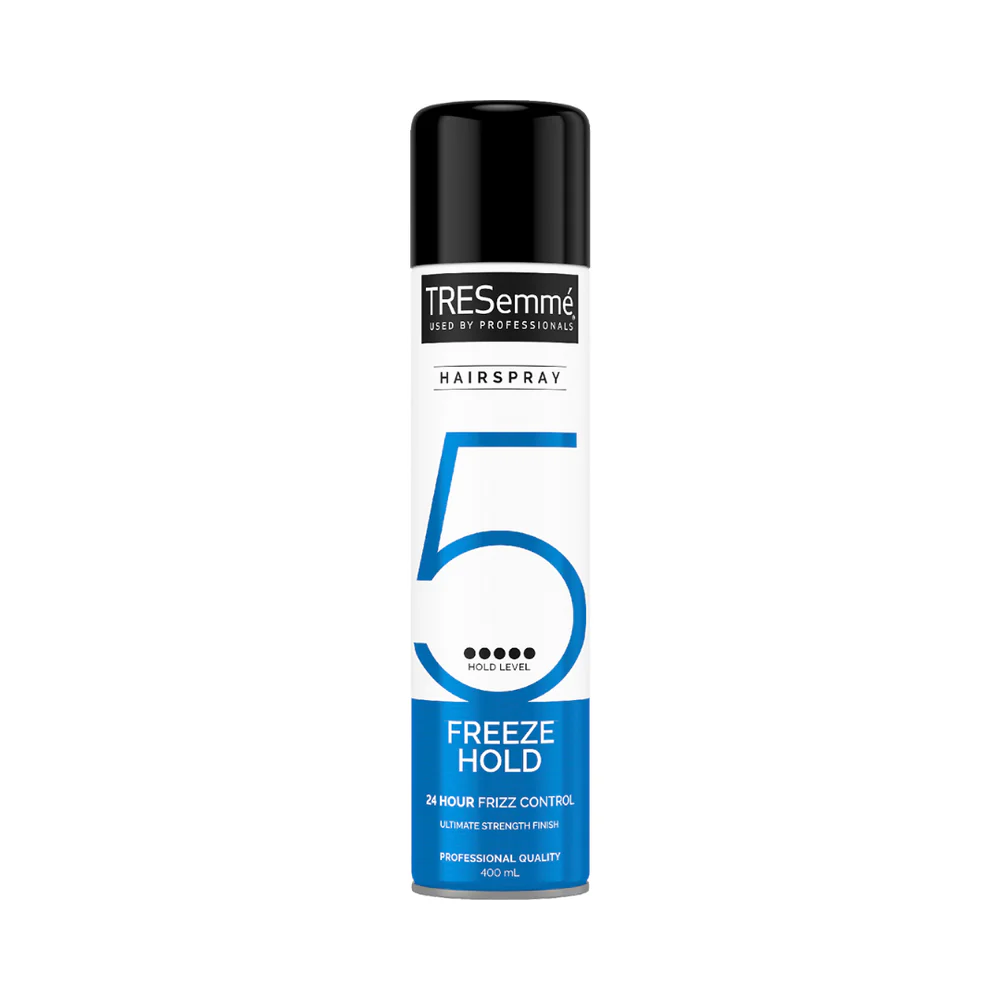 TRESemmé
USED BY PROFESSIONALS
HAIRSPRAY
5
HOLD LEVEL
FREEZE
HOLD
24 HOUR FRIZZ CONTROL
ULTIMATE STRENGTH FINISH
PROFESSIONAL QUALITY
400 mL